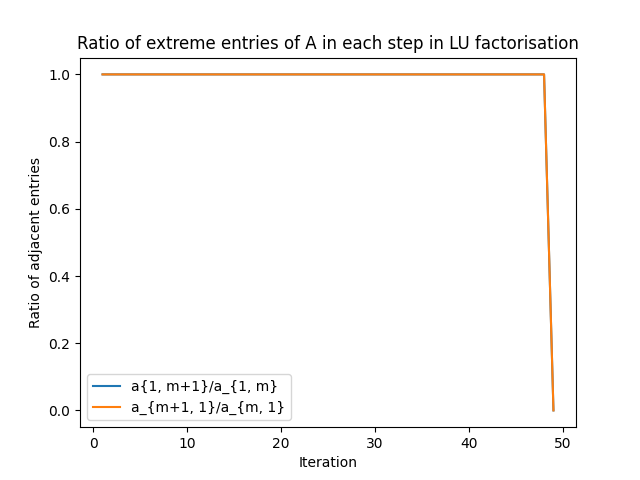 Ratio of extreme entries of A in each step in LU factorisation
1.0
0.8
0.6
0.4
0.2
0.0
Ratio of adjacent entries
a{1, m+1}/a_{1, m}
a_{m+1, 1}/a_{m, 1}
0 10 20 30 40 50
Iteration